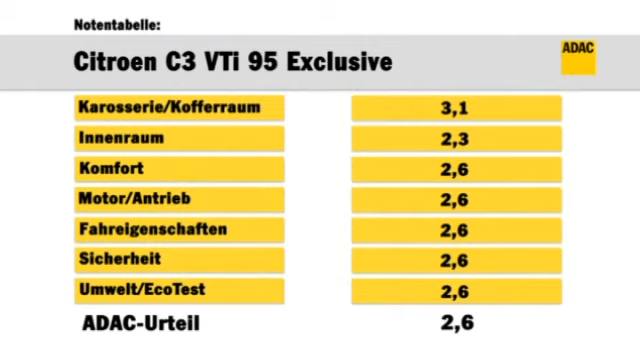 Notentabelle:
Citroen C3 VTi 95 Exclusive
ADAC
Karosserie/Kofferraum 3,1
Innenraum 2,3
Komfort 2,6
Motor/Antrieb 2,6
Fahreigenschaften 2,6
Sicherheit 2,6
Umwelt/EcoTest 2,6
ADAC-Urteil 2,6